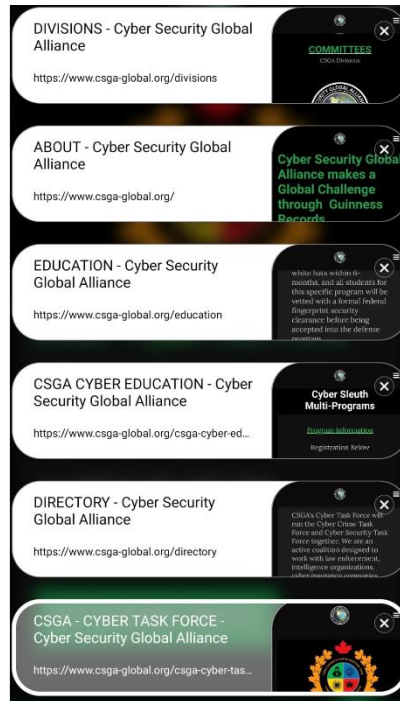 DIVISIONS - Cyber Security Global
Alliance
https://www.csga-global.org/divisions
COMMITTEES
CSGA Divisions
ABOUT - Cyber Security Global
Alliance
https://www.csga-global.org/
Cyber Security Global
Alliance makes a
Global Challenge
through Guinness
Records
EDUCATION - Cyber Security
Global Alliance
https://www.csga-global.org/education
white hats within 6-
months, and all students for
this specific program will be
vetted with a formal federal
fingerprint security
clearance before being
accepted into the defense
program
CSGA CYBER EDUCATION - Cyber
Security Global Alliance
https://www.csga-global.org/csga-cyber-ed...
Cyber Sleuth
Multi-Programs
Program Information
Registration Below
DIRECTORY - Cyber Security
Global Alliance
https://www.csga-global.org/directory
CSGA's Cyber Task Force will
run the Cyber Crime Task
Force and Cyber Security Task
Force together. We are an
active coalition designed to
work with law enforcement,
intelligence organizations,
cyber insurance companies
CSGA - CYBER TASK FORCE -
Cyber Security Global Alliance
https://www.csga-global.org/csga-cyber-tas...